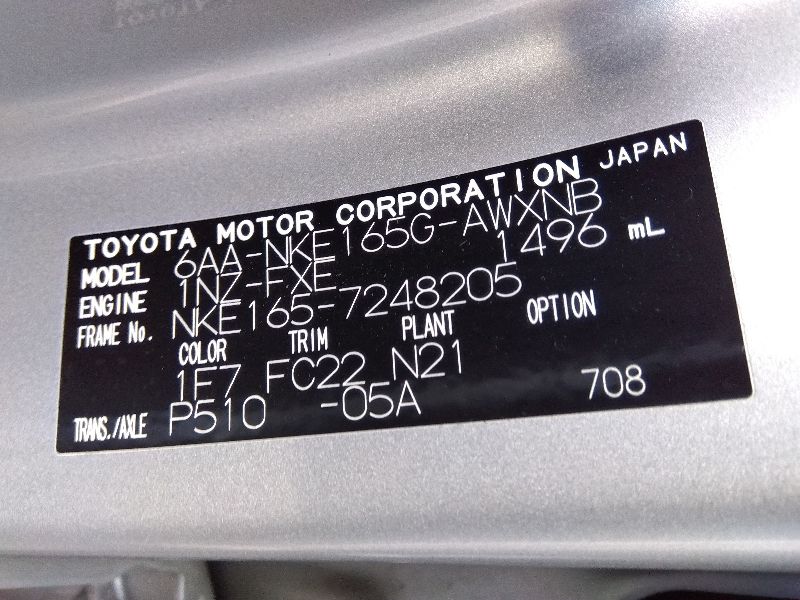 TOYOTA MOTOR CORPORATION JAPAN
MODEL 6AA-NKE165G-AWXNB
ENGINE 1NZ-FXE 1496 mL
FRAME No. NKE165-7248205
COLOR TRIM PLANT OPTION
1F7 FC22 N21
TRANS./AXLE P510 -05A 708